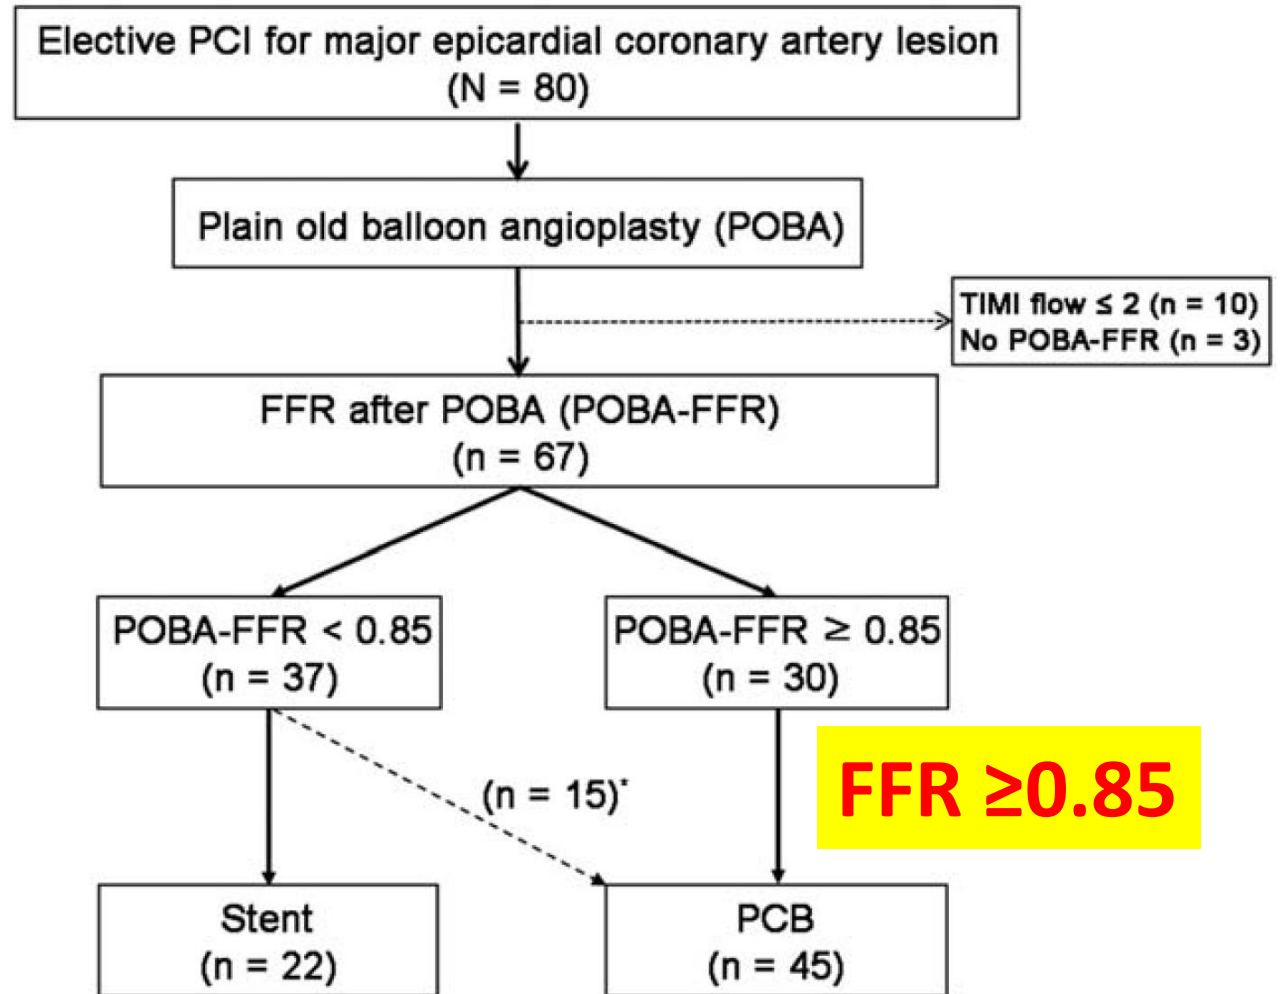 Elective PCI for major epicardial coronary artery lesion
(N = 80)
Plain old balloon angioplasty (POBA)
TIMI flow ≤ 2 (n = 10)
No POBA-FFR (n = 3)
FFR after POBA (POBA-FFR)
(n = 67)
POBA-FFR < 0.85
(n = 37)
POBA-FFR ≥ 0.85
(n = 30)
(n = 15)*
FFR ≥0.85
Stent
(n = 22)
PCB
(n = 45)